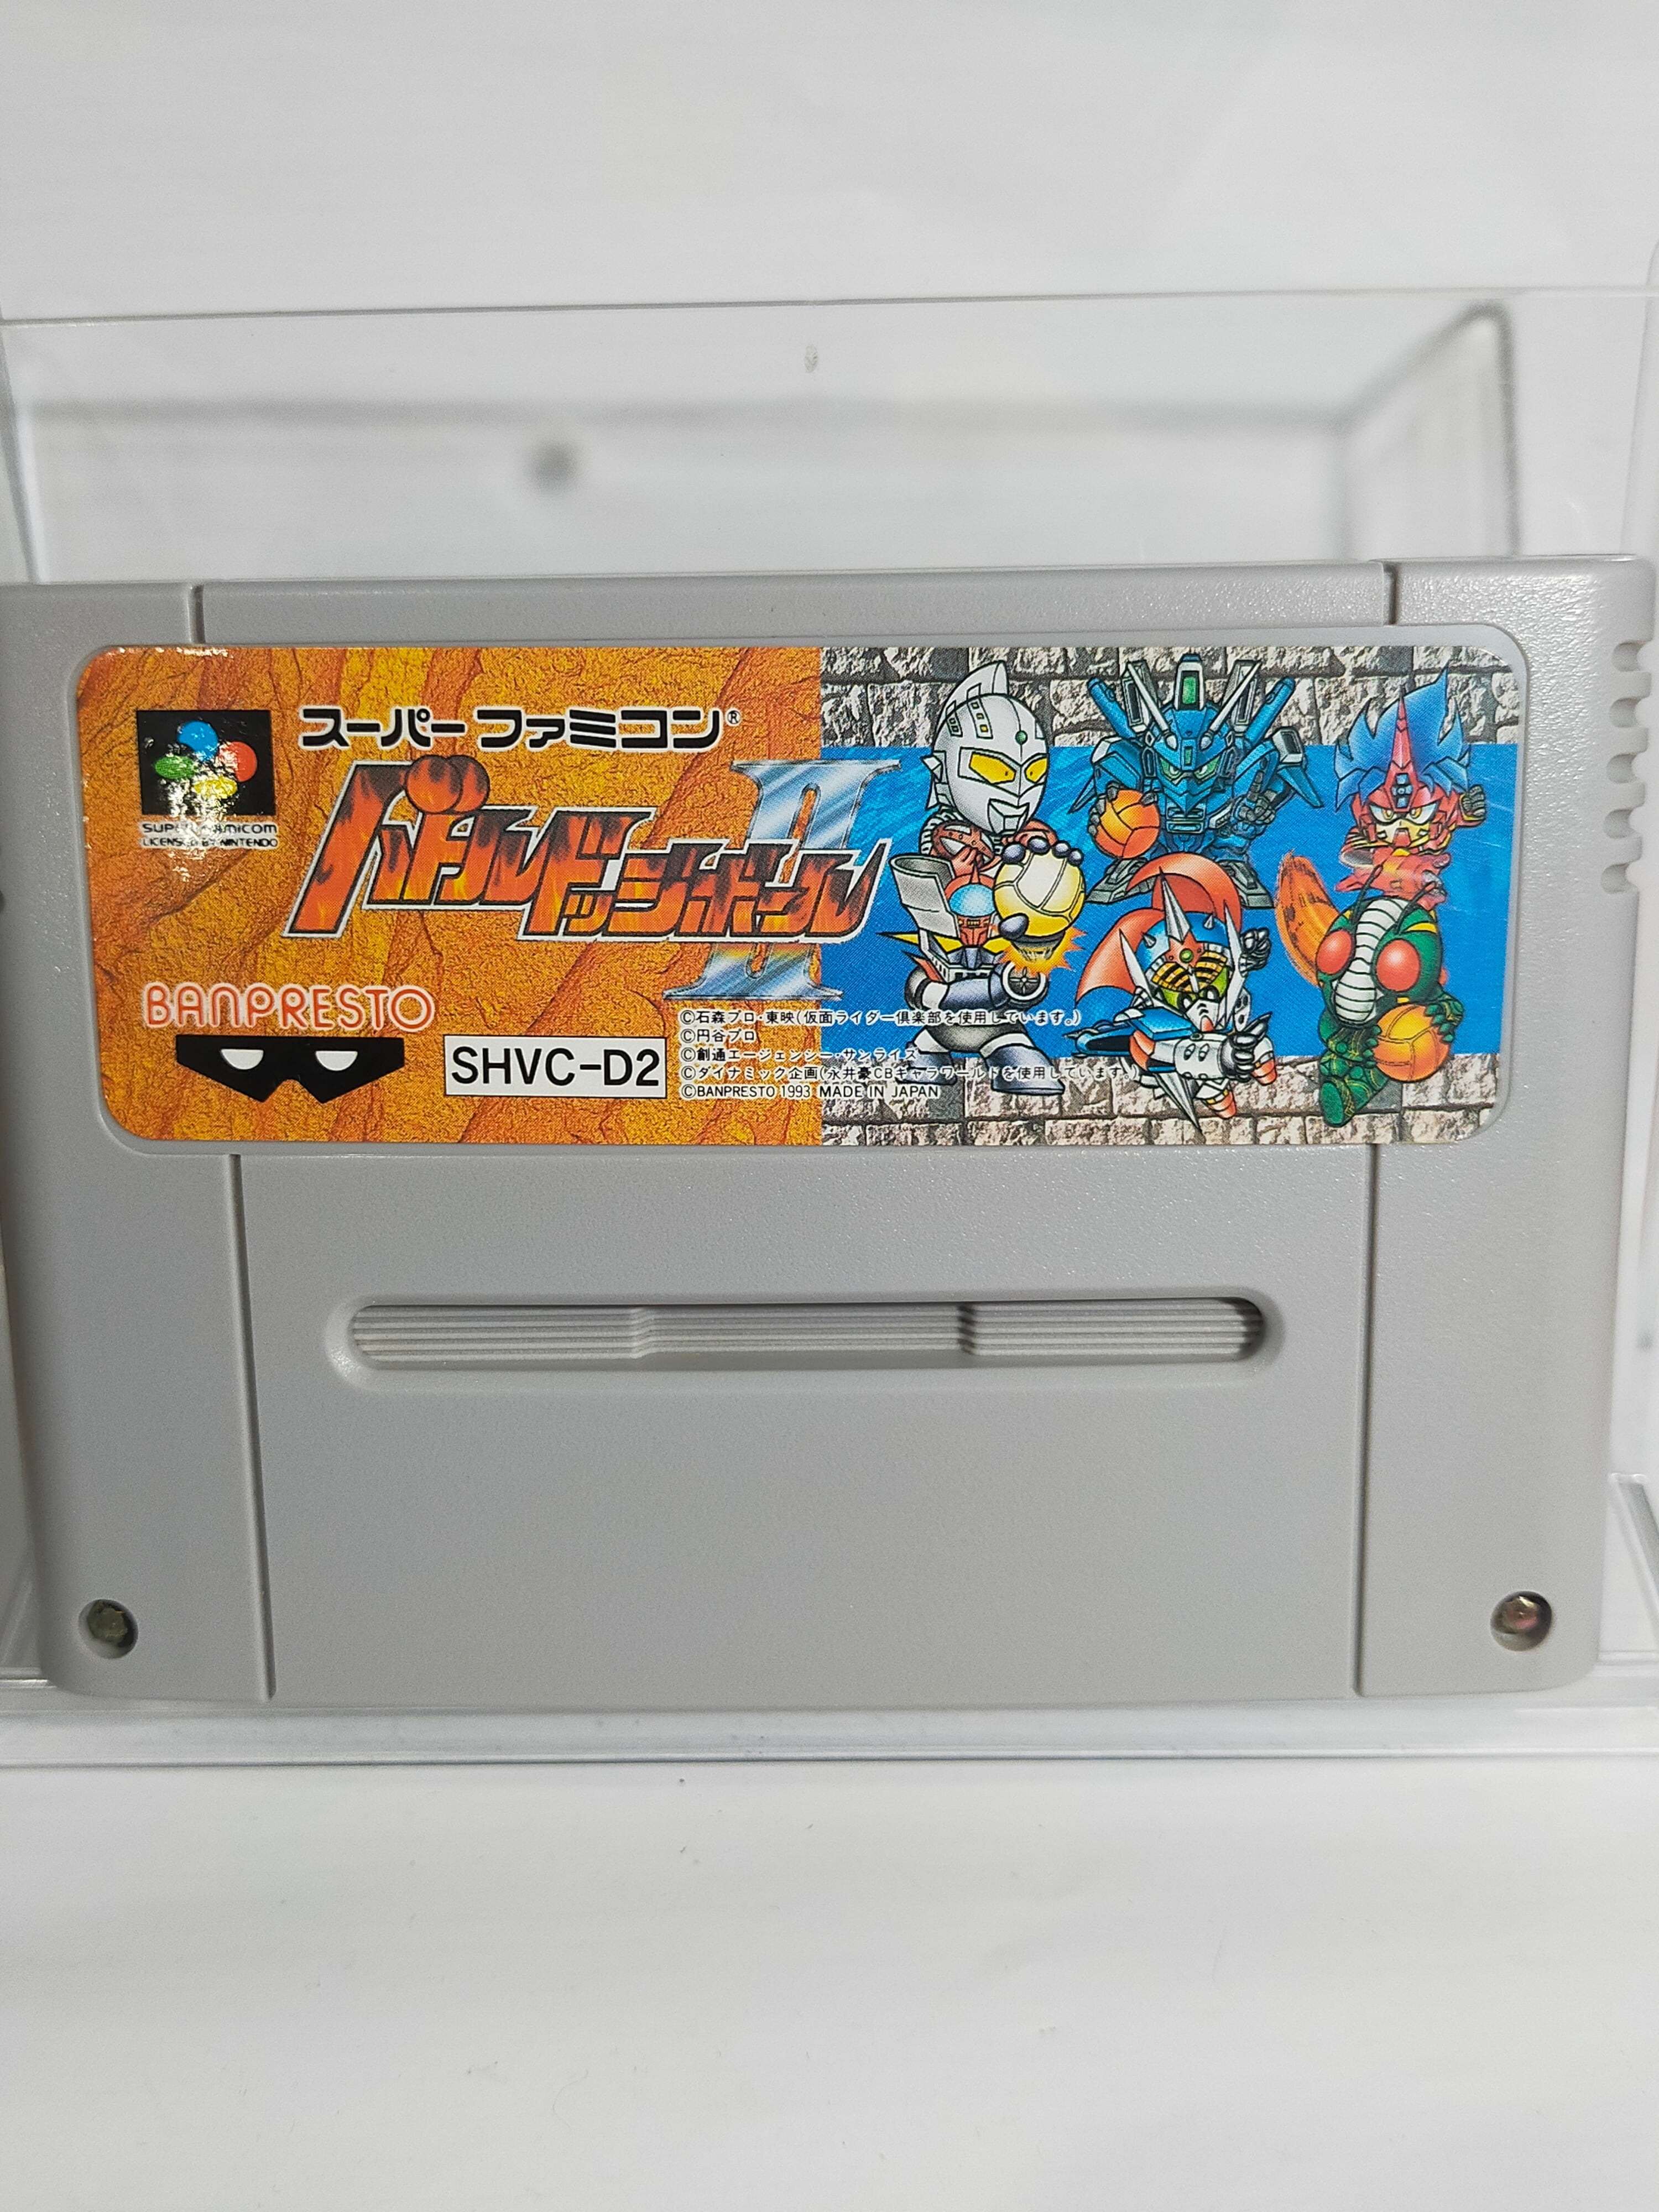 スーパーファミコン®
SUPER FAMICOM
LICENSED BY NINTENDO
バトルドッジボールII
BANPRESTO
SHVC-D2
©石森プロ・東映(仮面ライダー倶楽部を使用しています。)
©円谷プロ
©創通エージェンシー・サンライズ
©ダイナミック企画(永井豪CBキャラワールドを使用しています。)
©BANPRESTO 1993 MADE IN JAPAN